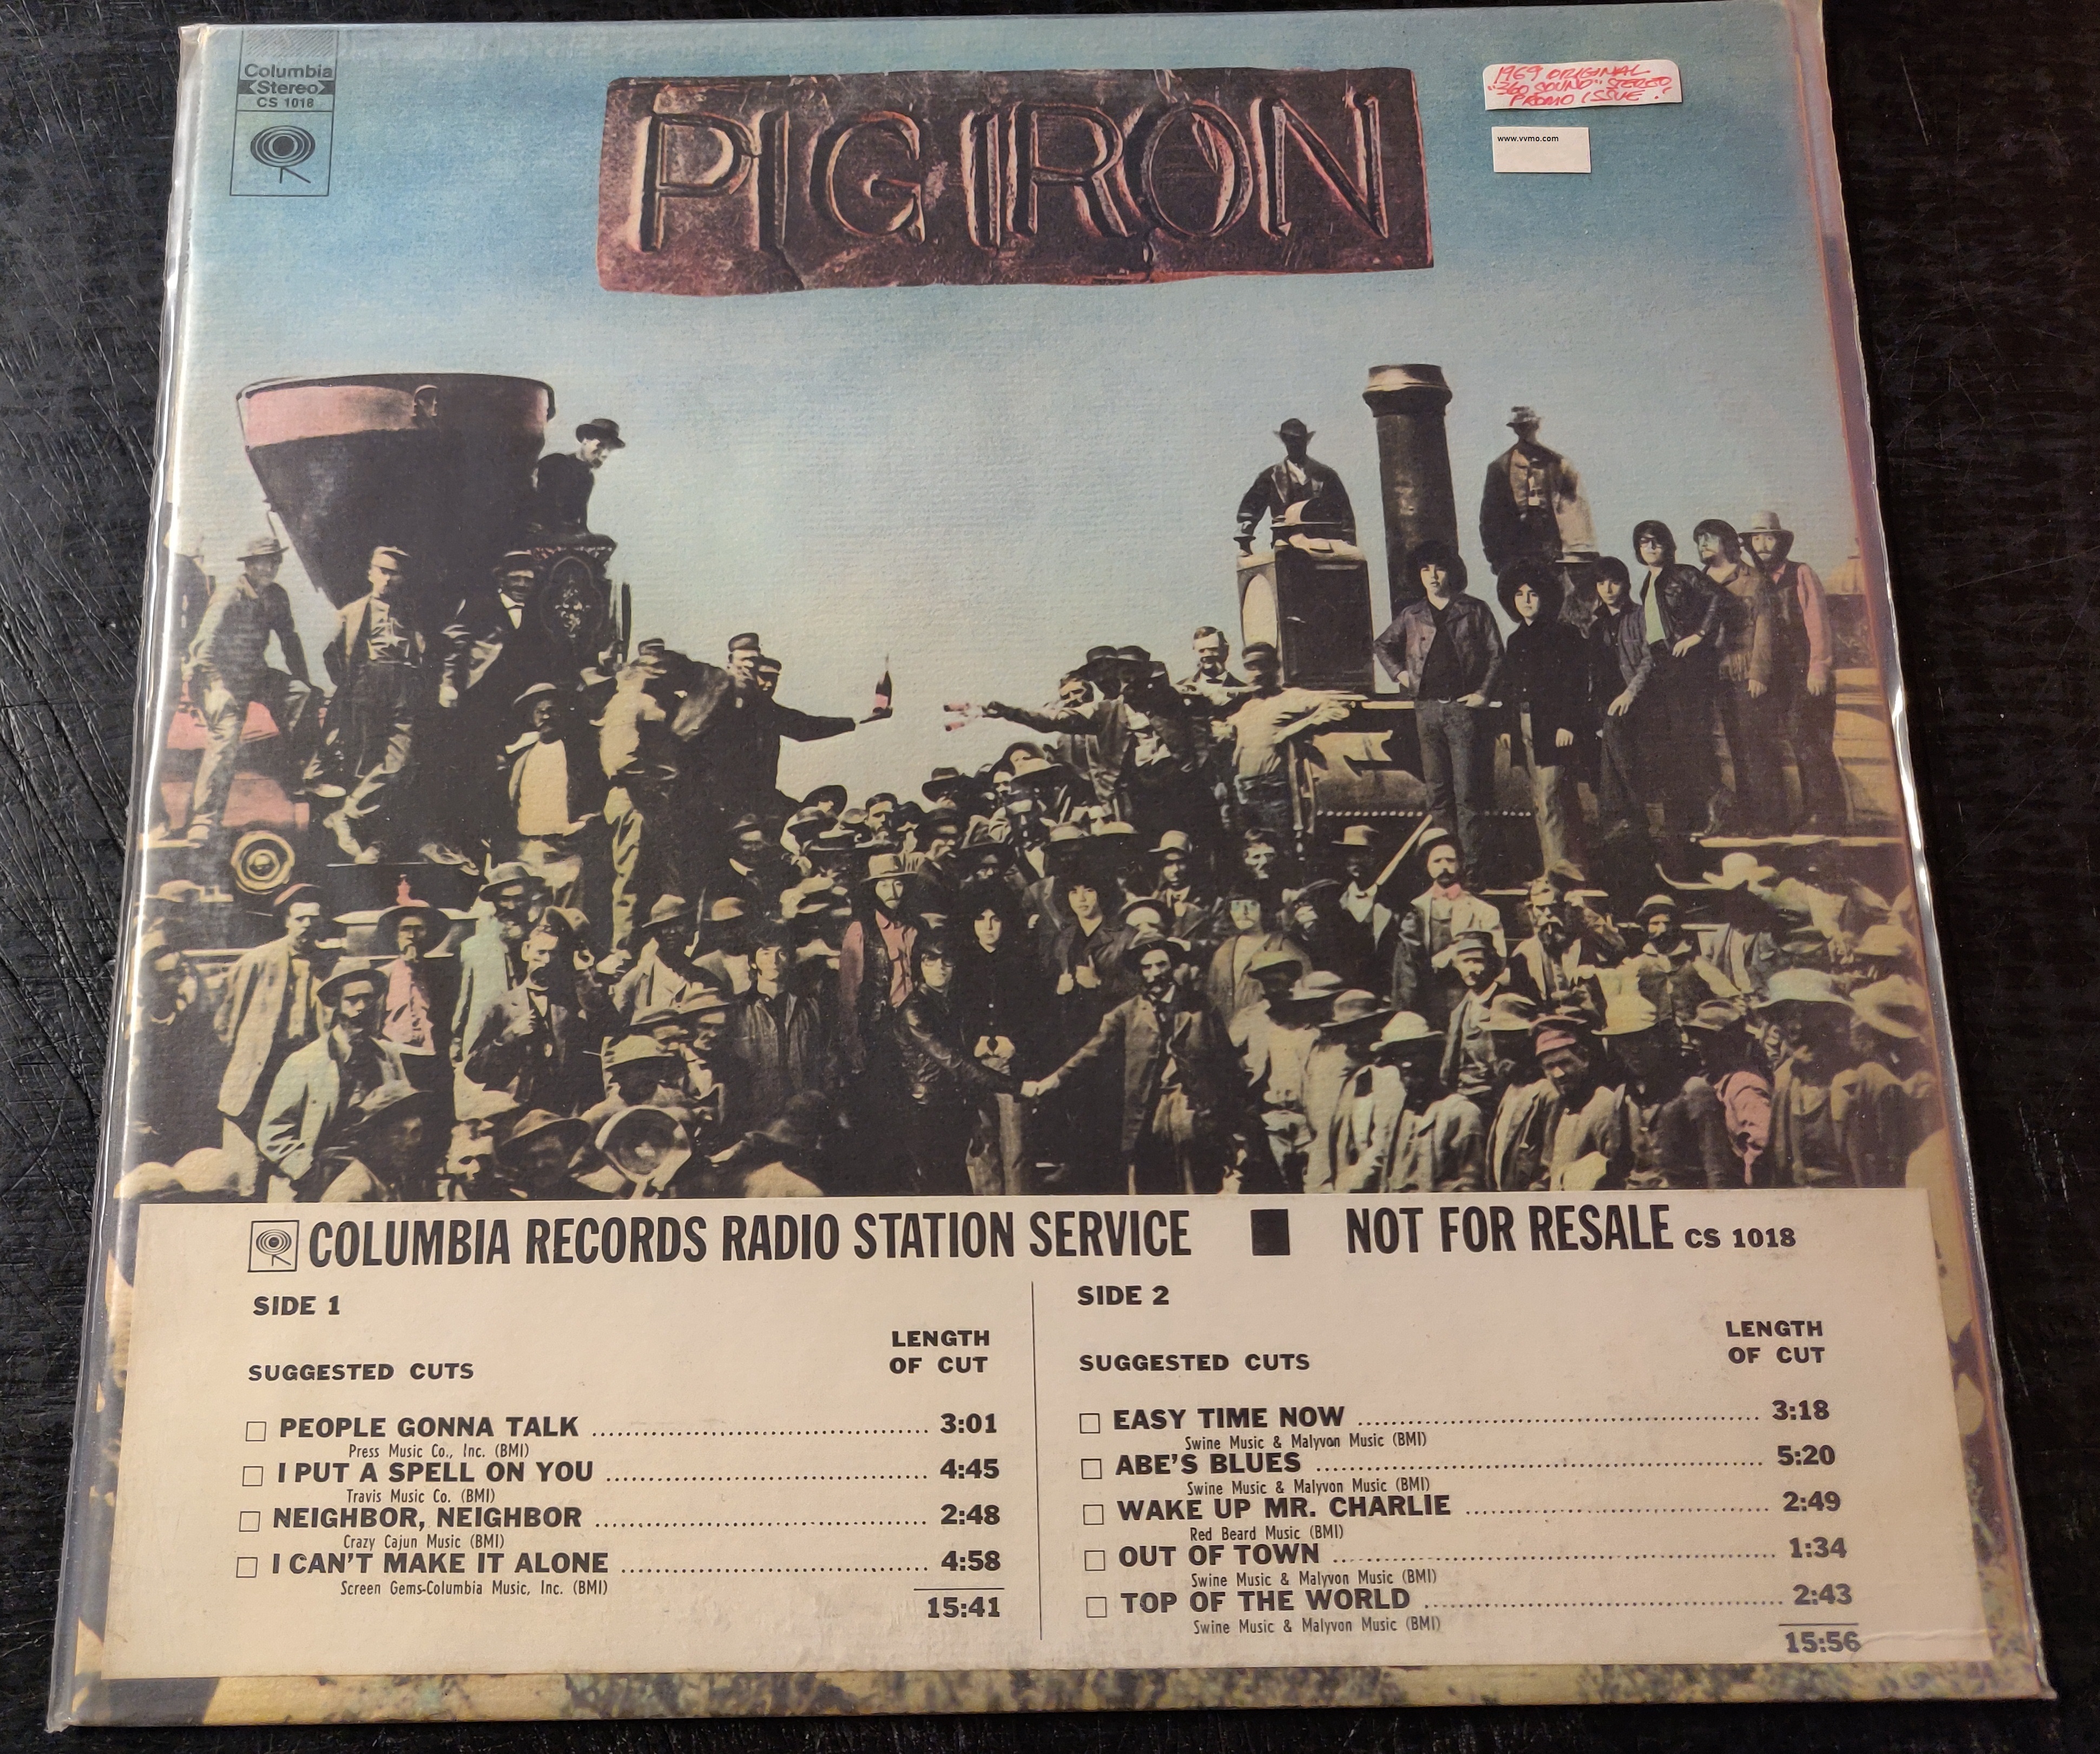 Columbia
Stereo
CS 1018
PIG IRON
1969 ORIGINAL
"360 SOUND" STEREO
PROMO ISSUE!
www.vvmo.com
COLUMBIA RECORDS RADIO STATION SERVICE ■ NOT FOR RESALE CS 1018
SIDE 1
LENGTH
SUGGESTED CUTS OF CUT
□ PEOPLE GONNA TALK 3:01
Press Music Co., Inc. (BMI)
□ I PUT A SPELL ON YOU 4:45
Travis Music Co. (BMI)
□ NEIGHBOR, NEIGHBOR 2:48
Crazy Cajun Music (BMI)
□ I CAN'T MAKE IT ALONE 4:58
Screen Gems-Columbia Music, Inc. (BMI)
15:41
SIDE 2
LENGTH
SUGGESTED CUTS OF CUT
□ EASY TIME NOW 3:18
Swine Music & Malyvon Music (BMI)
□ ABE'S BLUES 5:20
Swine Music & Malyvon Music (BMI)
□ WAKE UP MR. CHARLIE 2:49
Red Beard Music (BMI)
□ OUT OF TOWN 1:34
Swine Music & Malyvon Music (BMI)
□ TOP OF THE WORLD 2:43
Swine Music & Malyvon Music (BMI)
15:56